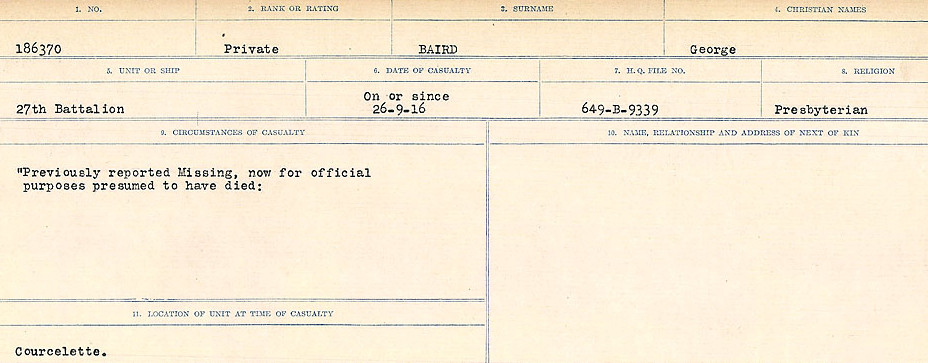 1. NO.
2. RANK OR RATING
3. SURNAME
4. CHRISTIAN NAMES
186370
Private
BAIRD
George
5. UNIT OR SHIP
6. DATE OF CASUALTY
7. H. Q. FILE NO.
8. RELIGION
27th Battalion
On or since
26-9-16
649-B-9339
Presbyterian
9. CIRCUMSTANCES OF CASUALTY
10. NAME, RELATIONSHIP AND ADDRESS OF NEXT OF KIN
"Previously reported Missing, now for official
purposes presumed to have died:
11. LOCATION OF UNIT AT TIME OF CASUALTY
Courcelette.